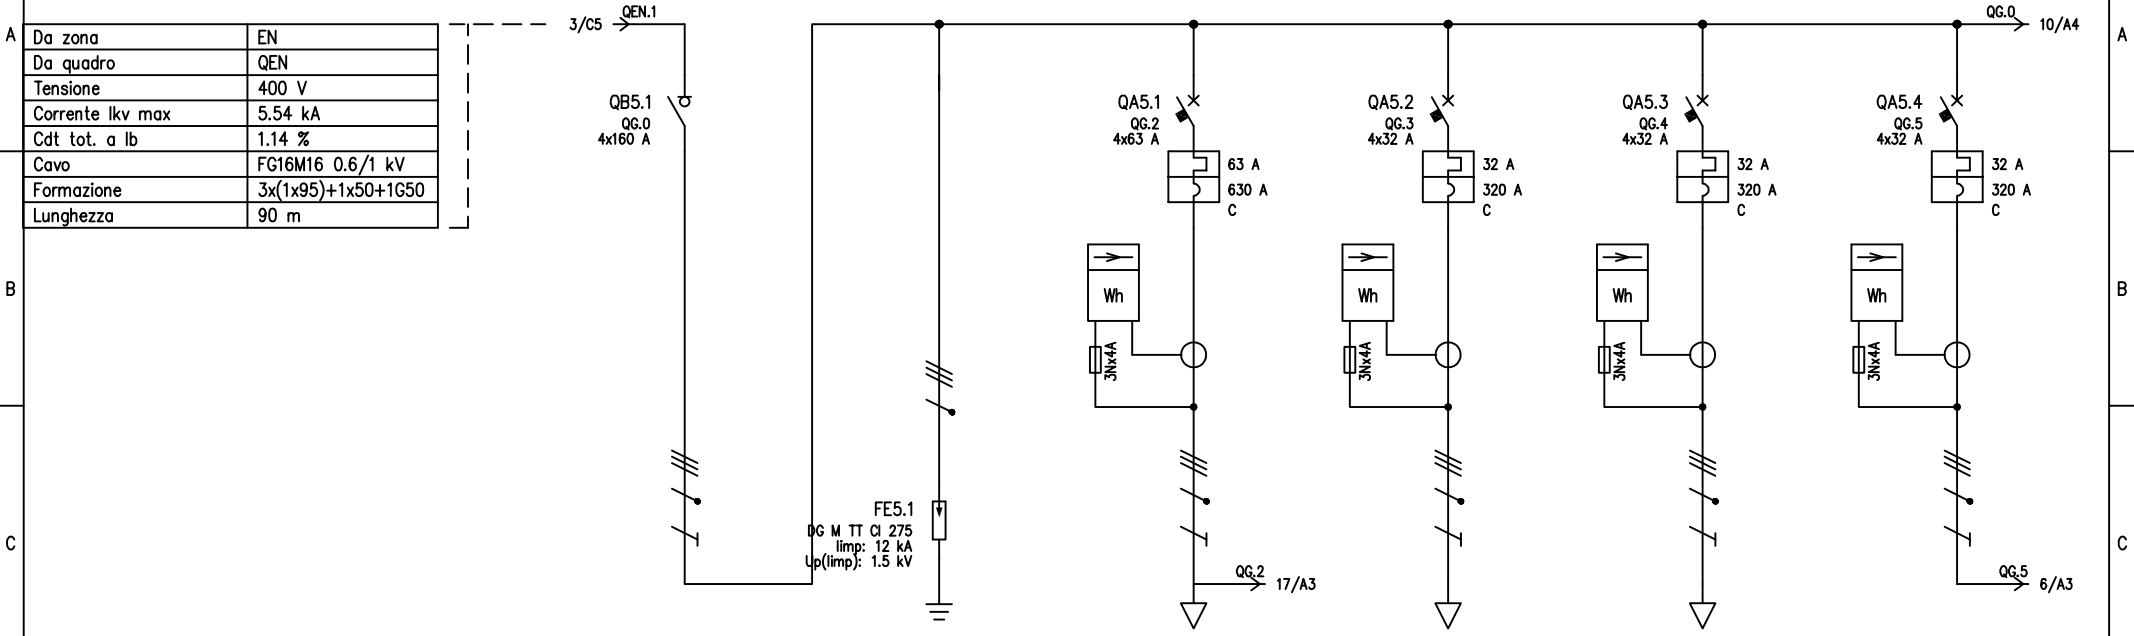 A
Da zona EN
Da quadro QEN
Tensione 400 V
Corrente Ikv max 5.54 kA
Cdt tot. a Ib 1.14 %
Cavo FG16M16 0.6/1 kV
Formazione 3x(1x95)+1x50+1G50
Lunghezza 90 m
3/C5
QEN.1
QG.0
10/A4
A
QB5.1
QG.0
4x160 A
QA5.1
QG.2
4x63 A
63 A
630 A
C
QA5.2
QG.3
4x32 A
32 A
320 A
C
QA5.3
QG.4
4x32 A
32 A
320 A
C
QA5.4
QG.5
4x32 A
32 A
320 A
C
B
Wh
3Nx4A
Wh
3Nx4A
Wh
3Nx4A
Wh
3Nx4A
B
C
FE5.1
DG M TT CI 275
Iimp: 12 kA
Up(Iimp): 1.5 kV
C
QG.2
17/A3
QG.5
6/A3